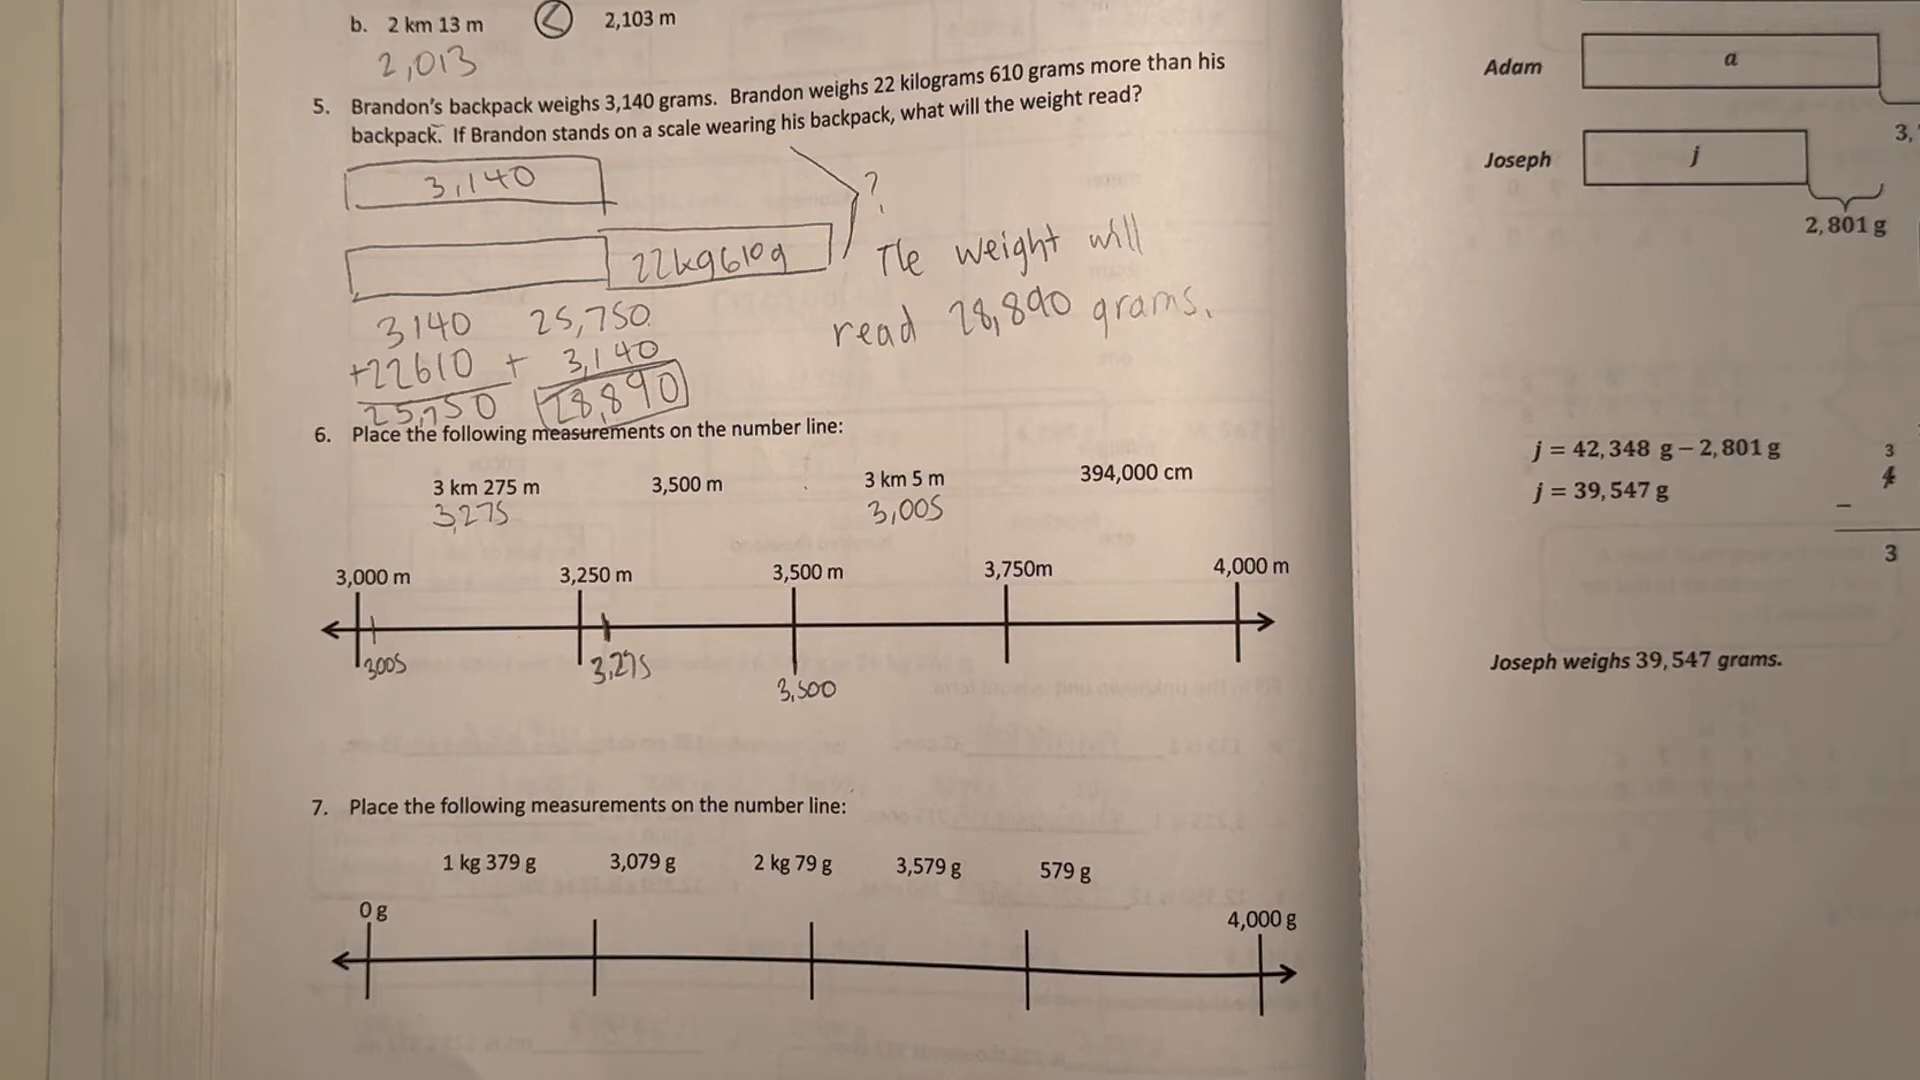 b. 2 km 13 m < 2,103 m
2,013
5. Brandon's backpack weighs 3,140 grams. Brandon weighs 22 kilograms 610 grams more than his
backpack. If Brandon stands on a scale wearing his backpack, what will the weight read?
3,140
?
22kg610g
The weight will
read 28,890 grams.
3140 25,750
+22610 + 3,140
25,750 28,890
6. Place the following measurements on the number line:
3 km 275 m 3,500 m 3 km 5 m 394,000 cm
3,275 3,005
3,000 m 3,250 m 3,500 m 3,750m 4,000 m
3005 3,275 3,500
7. Place the following measurements on the number line:
1 kg 379 g 3,079 g 2 kg 79 g 3,579 g 579 g
0 g 4,000 g
Adam a
3,
Joseph j
2,801 g
j = 42,348 g – 2,801 g
j = 39,547 g
3
4
–
3
Joseph weighs 39,547 grams.